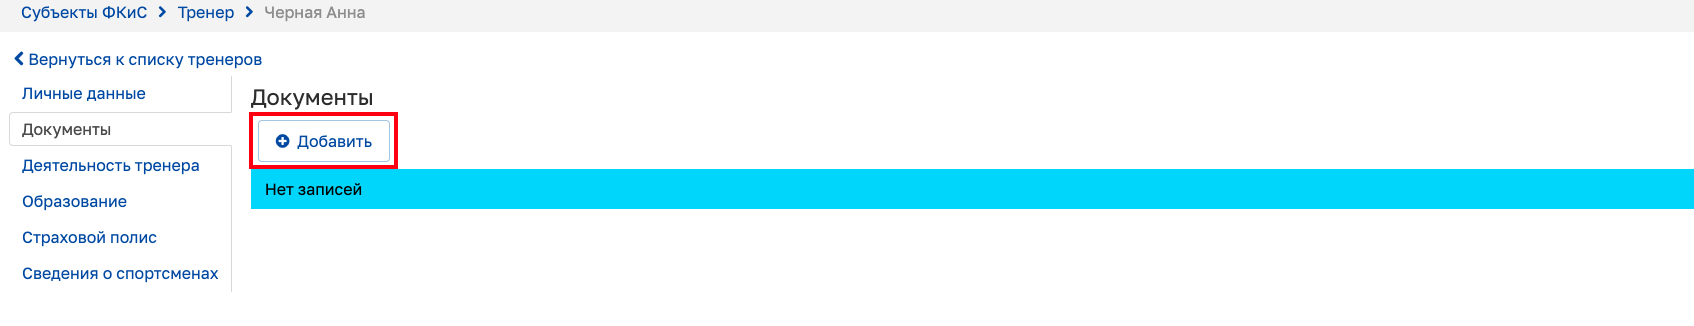 Субъекты ФКиС Тренер Черная Анна
Вернуться к списку тренеров
Личные данные
Документы
Деятельность тренера
Образование
Страховой полис
Сведения о спортсменах
Документы
Добавить
Нет записей